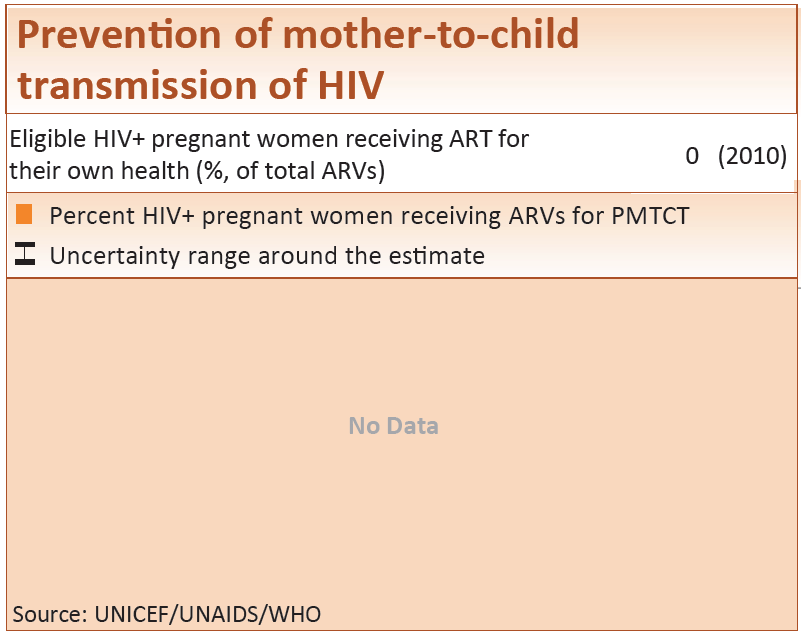 Prevention of mother-to-child
transmission of HIV
Eligible HIV+ pregnant women receiving ART for
their own health (%, of total ARVs)
0 (2010)
Percent HIV+ pregnant women receiving ARVs for PMTCT
Uncertainty range around the estimate
No Data
Source: UNICEF/UNAIDS/WHO